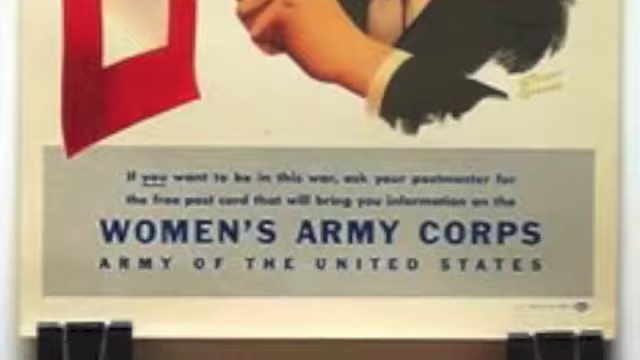 If you want to be in this war, ask your postmaster for
the free post card that will bring you information on the
WOMEN'S ARMY CORPS
ARMY OF THE UNITED STATES